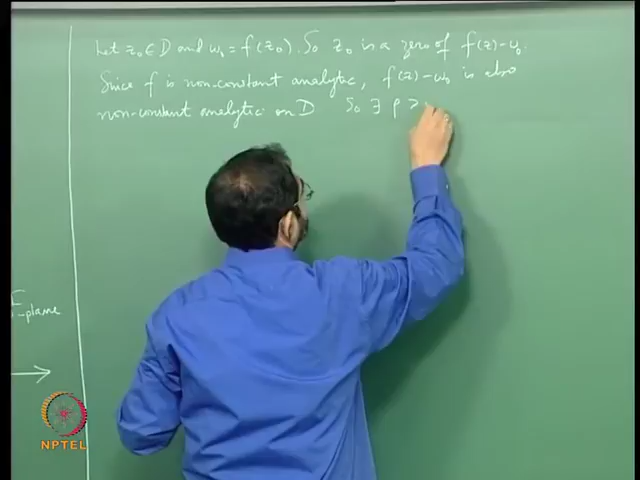 Let z₀ ∈ D and w₀ = f(z₀). So z₀ is a zero of f(z) - w₀.
Since f is non-constant analytic, f(z) - w₀ is also
non-constant analytic on D So ∃ ρ >
-plane
NPTEL